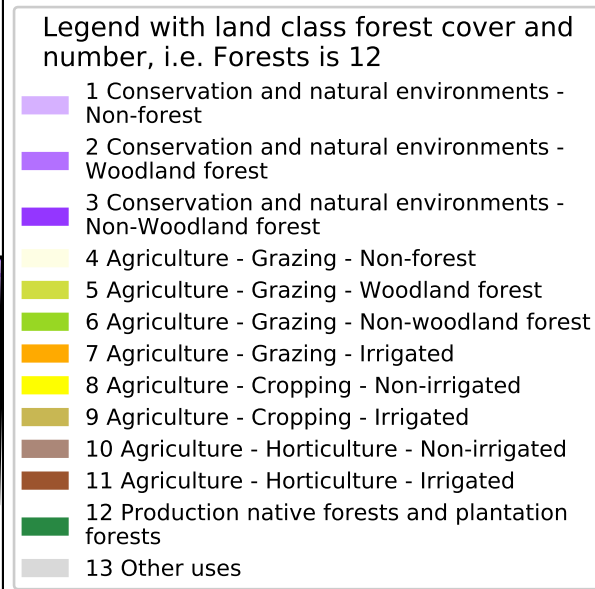 Legend with land class forest cover and
number, i.e. Forests is 12
1 Conservation and natural environments -
Non-forest
2 Conservation and natural environments -
Woodland forest
3 Conservation and natural environments -
Non-Woodland forest
4 Agriculture - Grazing - Non-forest
5 Agriculture - Grazing - Woodland forest
6 Agriculture - Grazing - Non-woodland forest
7 Agriculture - Grazing - Irrigated
8 Agriculture - Cropping - Non-irrigated
9 Agriculture - Cropping - Irrigated
10 Agriculture - Horticulture - Non-irrigated
11 Agriculture - Horticulture - Irrigated
12 Production native forests and plantation
forests
13 Other uses